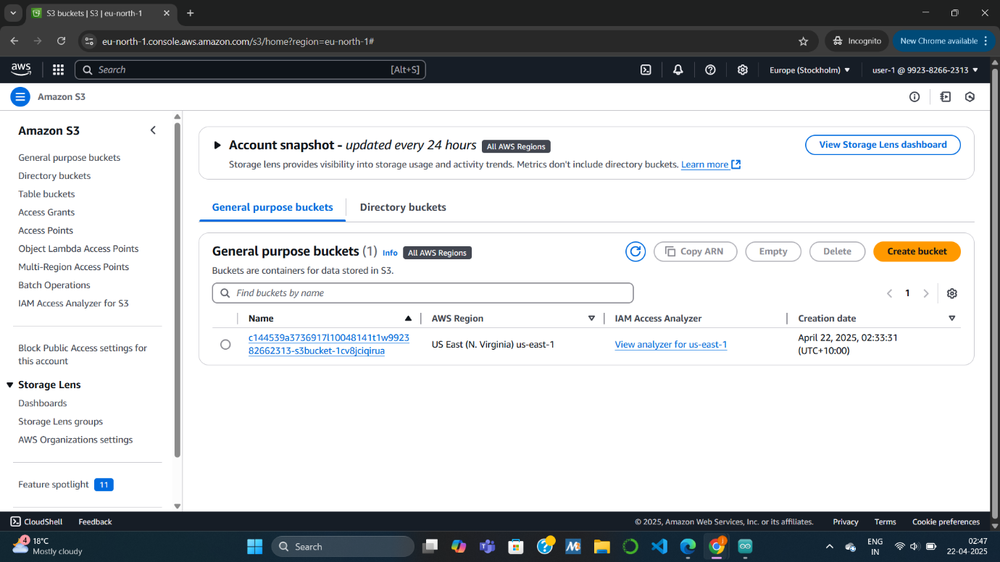 S3 buckets | S3 | eu-north-1
eu-north-1.console.aws.amazon.com/s3/home?region=eu-north-1#
Incognito
New Chrome available
aws
Search
[Alt+S]
Europe (Stockholm)
user-1 @ 9923-8266-2313
Amazon S3
Amazon S3
General purpose buckets
Directory buckets
Table buckets
Access Grants
Access Points
Object Lambda Access Points
Multi-Region Access Points
Batch Operations
IAM Access Analyzer for S3
Block Public Access settings for
this account
Storage Lens
Dashboards
Storage Lens groups
AWS Organizations settings
Feature spotlight 11
Account snapshot - updated every 24 hours All AWS Regions
View Storage Lens dashboard
Storage lens provides visibility into storage usage and activity trends. Metrics don't include directory buckets. Learn more
General purpose buckets
Directory buckets
General purpose buckets (1) Info All AWS Regions
Copy ARN
Empty
Delete
Create bucket
Buckets are containers for data stored in S3.
Find buckets by name
1
Name
AWS Region
IAM Access Analyzer
Creation date
c144539a3736917l10048141t1w9923
82662313-s3bucket-1cv8jciqirua
US East (N. Virginia) us-east-1
View analyzer for us-east-1
April 22, 2025, 02:33:31
(UTC+10:00)
CloudShell
Feedback
© 2025, Amazon Web Services, Inc. or its affiliates.
Privacy
Terms
Cookie preferences
4
18°C
Mostly cloudy
Search
ENG
IN
02:47
22-04-2025